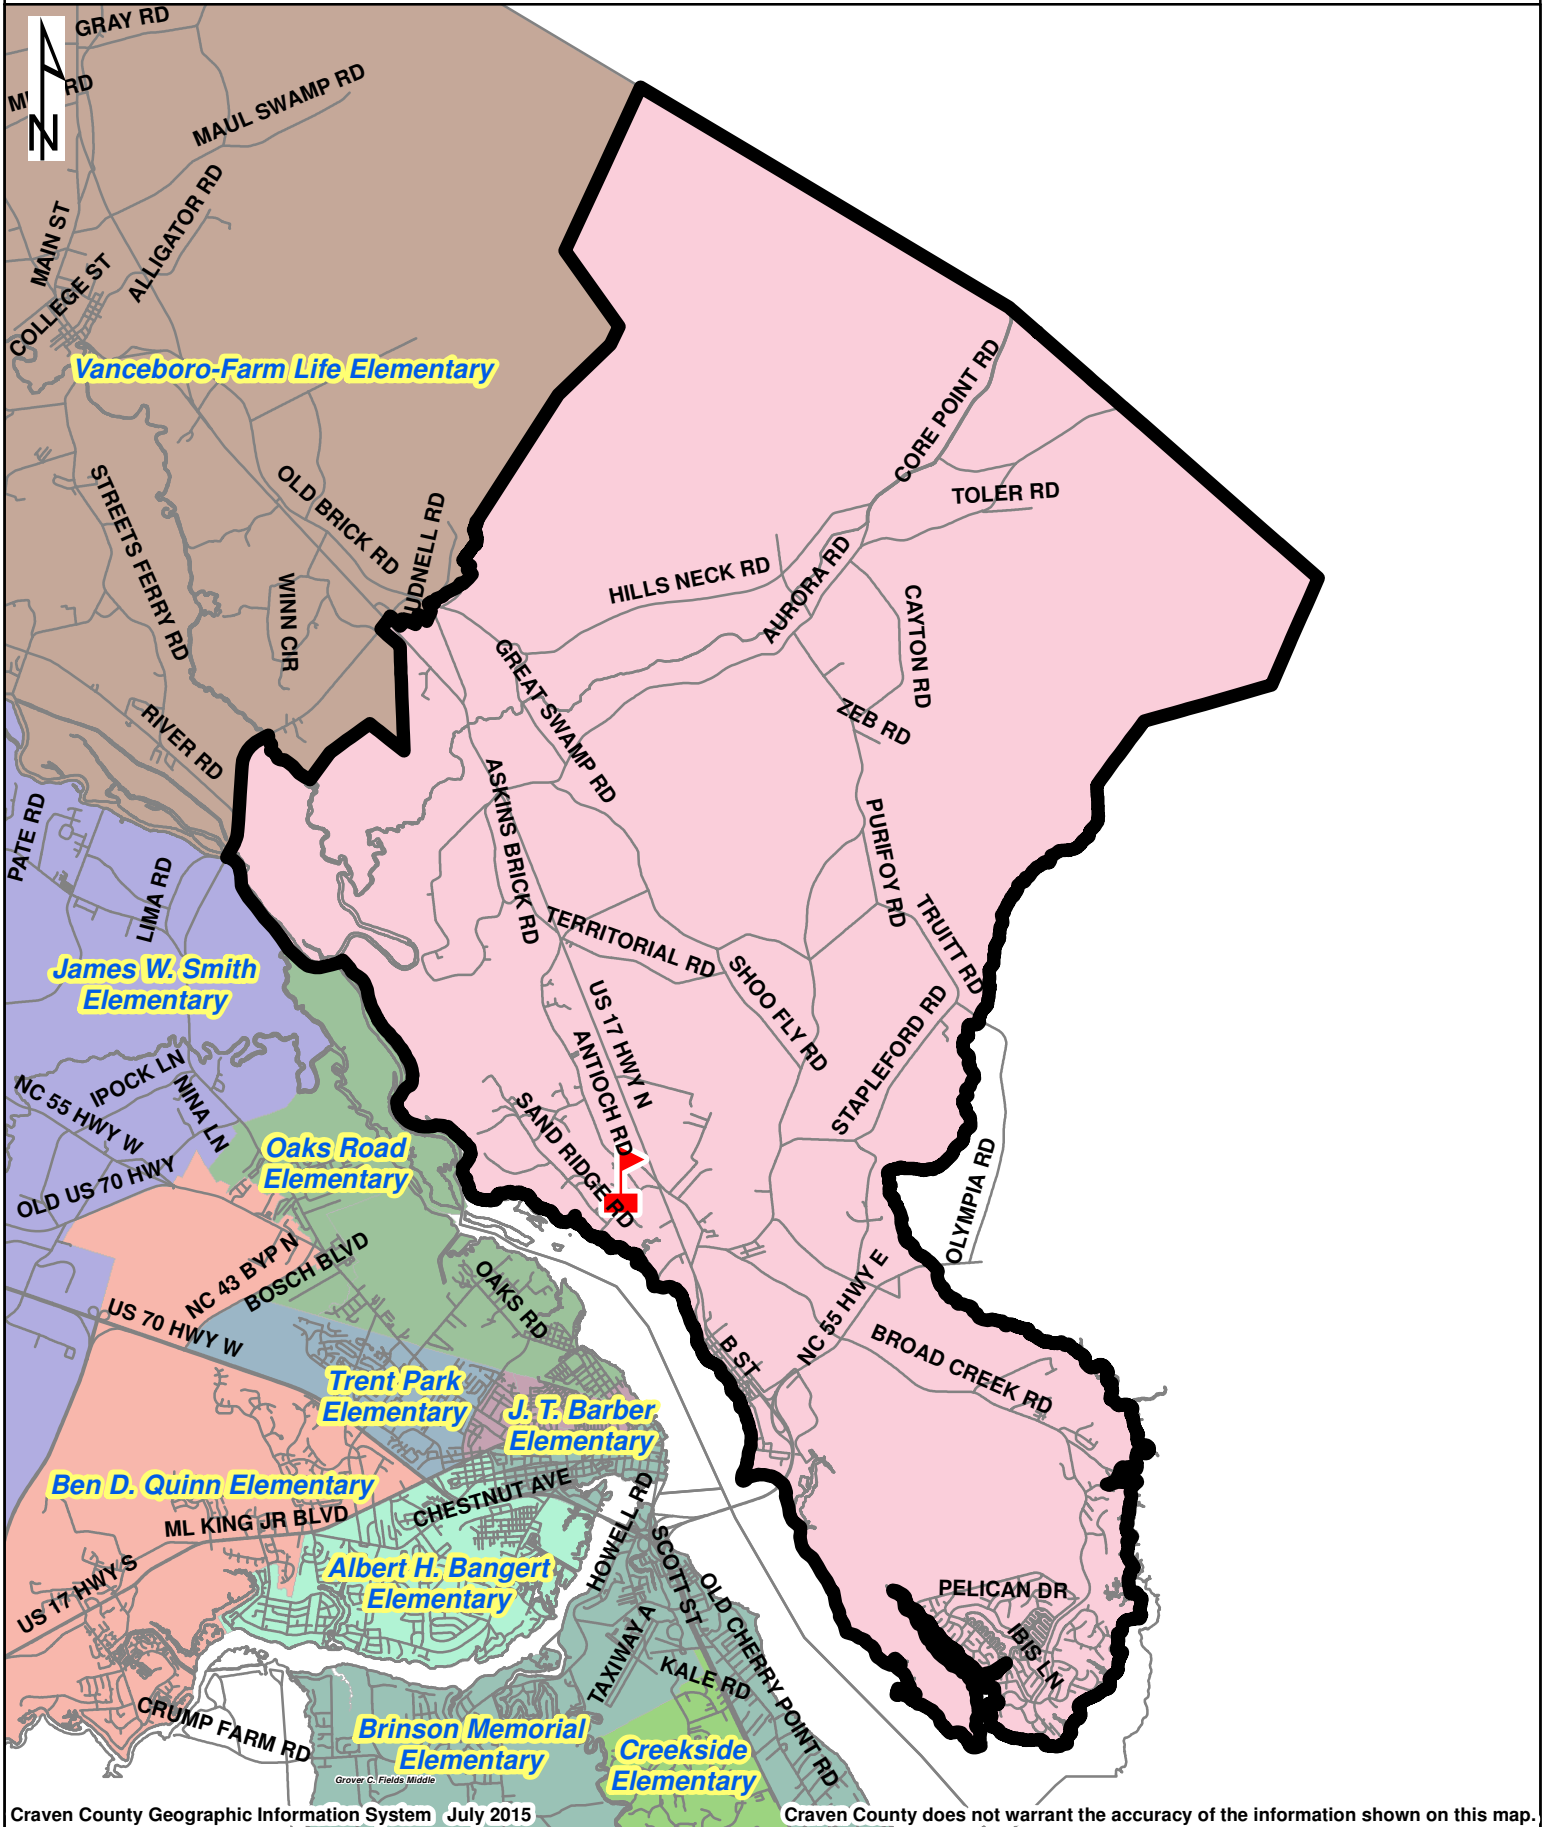 GRAY RD
RD
MAUL SWAMP RD
N
ALLIGATOR RD
MAIN ST
COLLEGE ST
Vanceboro-Farm Life Elementary
CORE POINT RD
TOLER RD
OLD BRICK RD
STREETS FERRY RD
UDNELL RD
WINN CIR
HILLS NECK RD
AURORA RD
CAYTON RD
GREAT SWAMP RD
ZEB RD
RIVER RD
ASKINS BRICK RD
PURIFOY RD
PATE RD
LIMA RD
TRUITT RD
TERRITORIAL RD
SHOO FLY RD
James W. Smith
Elementary
US 17 HWY N
STAPLEFORD RD
ANTIOCH RD
IPOCK LN
NC 55 HWY W
NINA LN
SAND RIDGE RD
Oaks Road
Elementary
OLD US 70 HWY
OLYMPIA RD
NC 43 BYP N
BOSCH BLVD
OAKS RD
NC 55 HWY E
US 70 HWY W
B ST
BROAD CREEK RD
Trent Park
Elementary
J. T. Barber
Elementary
Ben D. Quinn Elementary
CHESTNUT AVE
ML KING JR BLVD
HOWELL RD
SCOTT ST
Albert H. Bangert
Elementary
US 17 HWY S
OLD CHERRY POINT RD
PELICAN DR
IBIS LN
TAXIWAY A
KALE RD
CRUMP FARM RD
Brinson Memorial
Elementary
Creekside
Elementary
Grover C. Fields Middle
Craven County Geographic Information System July 2015
Craven County does not warrant the accuracy of the information shown on this map.